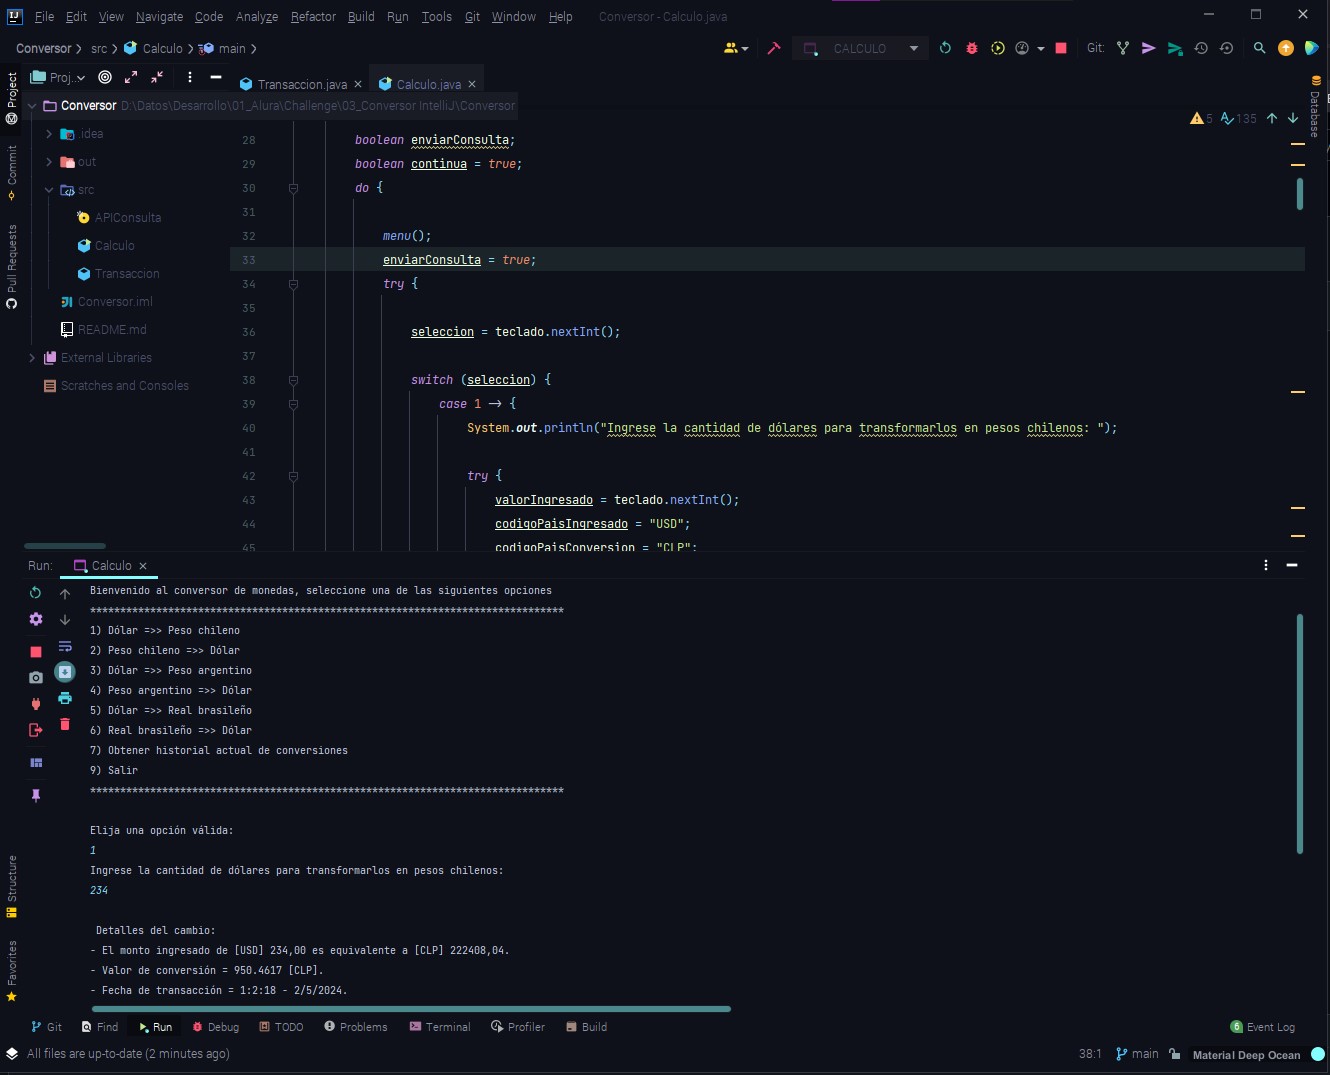 File Edit View Navigate Code Analyze Refactor Build Run Tools Git Window Help Conversor - Calculo.java
Conversor src Calculo main CALCULO Git:
Project
Commit
Pull Requests
Structure
Favorites
Database
Proj..
Transaccion.java
Calculo.java
Conversor D:\Datos\Desarrollo\01_Alura\Challenge\03_Conversor IntelliJ\Conversor
.idea
out
src
APIConsulta
Calculo
Transaccion
Conversor.iml
README.md
External Libraries
Scratches and Consoles
5 135
28 boolean enviarConsulta;
29 boolean continua = true;
30 do {
31
32 menu();
33 enviarConsulta = true;
34 try {
35
36 seleccion = teclado.nextInt();
37
38 switch (seleccion) {
39 case 1 -> {
40 System.out.println("Ingrese la cantidad de dólares para transformarlos en pesos chilenos: ");
41
42 try {
43 valorIngresado = teclado.nextInt();
44 codigoPaisIngresado = "USD";
45 codigoPaisConversion = "CLP";
Run: Calculo
Bienvenido al conversor de monedas, seleccione una de las siguientes opciones
*******************************************************************************
1) Dólar =>> Peso chileno
2) Peso chileno =>> Dólar
3) Dólar =>> Peso argentino
4) Peso argentino =>> Dólar
5) Dólar =>> Real brasileño
6) Real brasileño =>> Dólar
7) Obtener historial actual de conversiones
9) Salir
*******************************************************************************
Elija una opción válida:
1
Ingrese la cantidad de dólares para transformarlos en pesos chilenos:
234
Detalles del cambio:
- El monto ingresado de [USD] 234,00 es equivalente a [CLP] 222408,04.
- Valor de conversión = 950.4617 [CLP].
- Fecha de transacción = 1:2:18 - 2/5/2024.
Git Find Run Debug TODO Problems Terminal Profiler Build 6 Event Log
All files are up-to-date (2 minutes ago) 38:1 main Material Deep Ocean